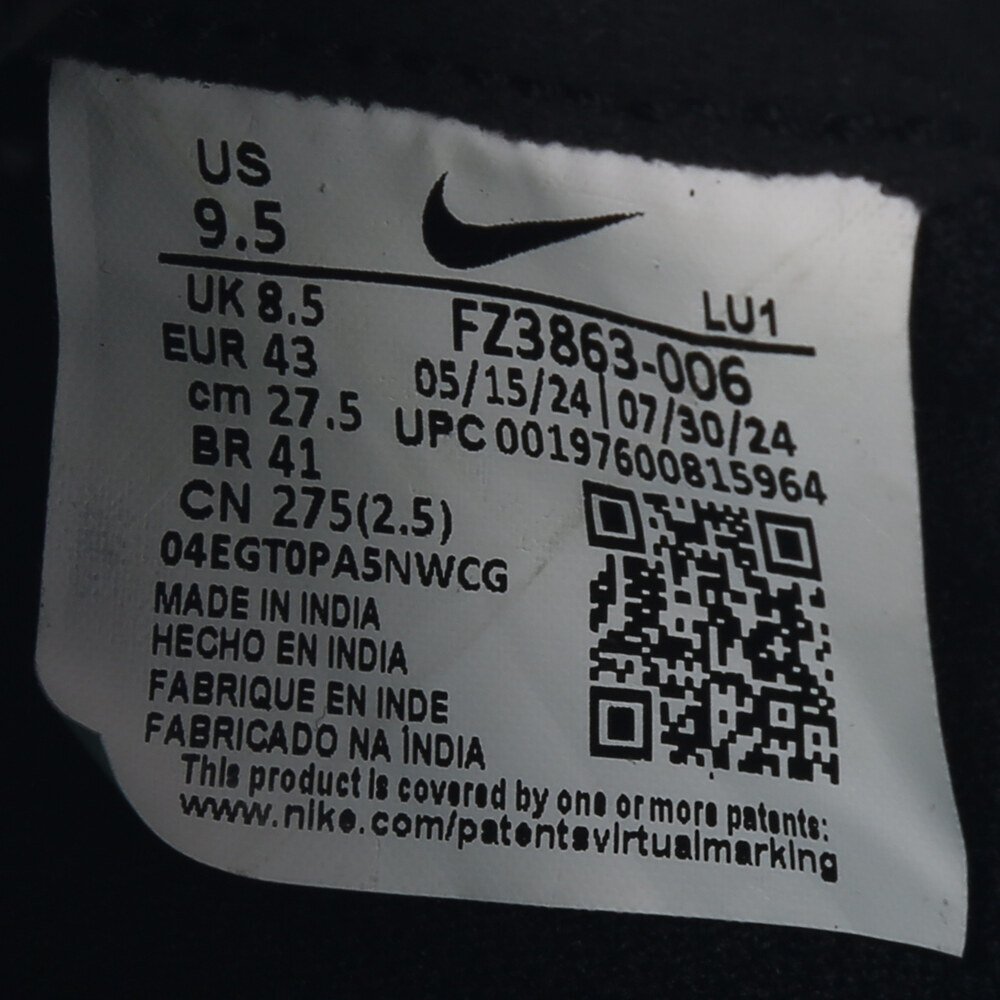 US
9.5
LU1
UK 8.5
EUR 43
cm 27.5
BR 41
CN 275(2.5)
FZ3863-006
05/15/24|07/30/24
UPC 00197600815964
04EGT0PA5NWCG
MADE IN INDIA
HECHO EN INDIA
FABRIQUE EN INDE
FABRICADO NA ÍNDIA
This product is covered by one or more patents:
www.nike.com/patentsvirtualmarking